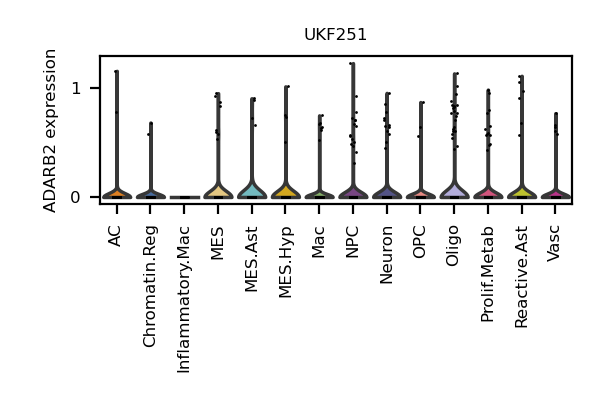 UKF251
ADARB2 expression
1
0
AC
Chromatin.Reg
Inflammatory.Mac
MES
MES.Ast
MES.Hyp
Mac
NPC
Neuron
OPC
Oligo
Prolif.Metab
Reactive.Ast
Vasc